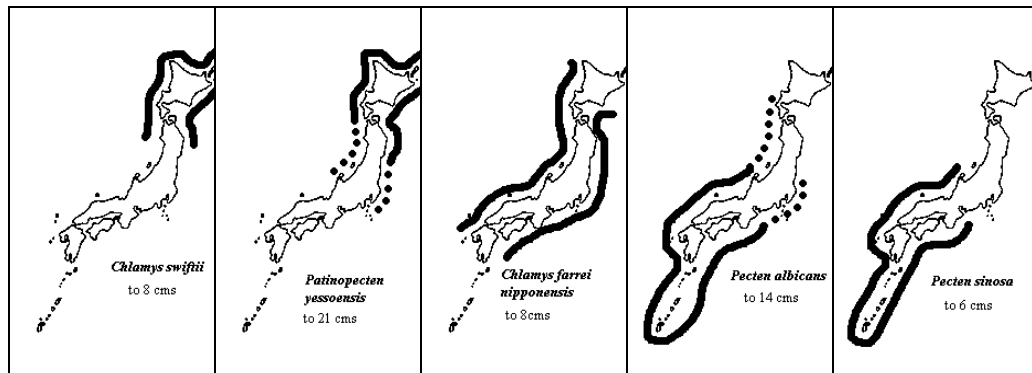 Chlamys swiftii
to 8 cms
Patinopecten
yessoensis
to 21 cms
Chlamys farrei
nipponensis
to 8cms
Pecten albicans
to 14 cms
Pecten sinosa
to 6 cms